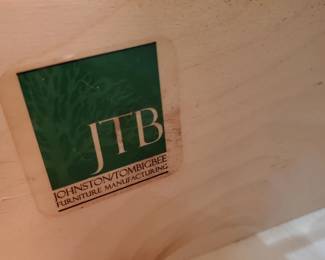 JTB
JOHNSTON/TOMBIGBEE
FURNITURE MANUFACTURING